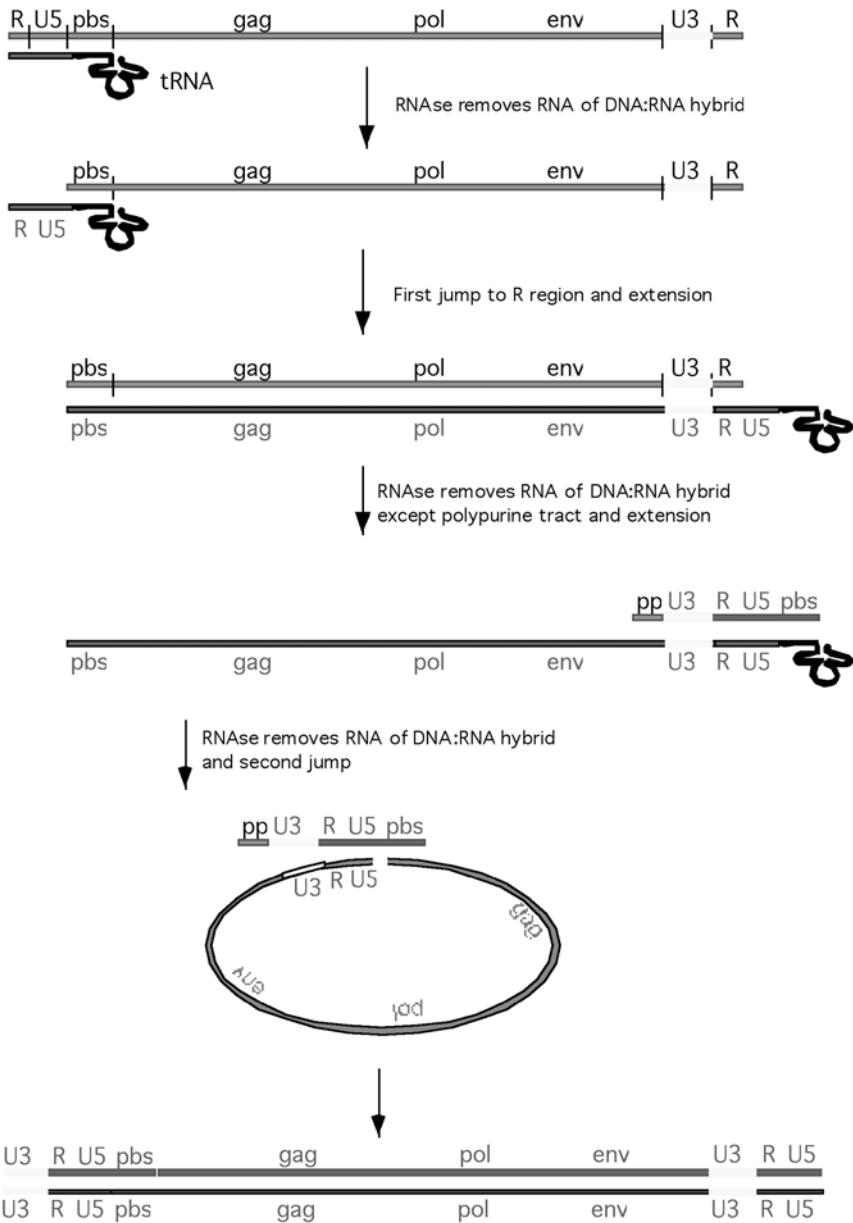 R U5 pbs gag pol env U3 R
tRNA
RNAse removes RNA of DNA:RNA hybrid
pbs gag pol env U3 R
R U5
First jump to R region and extension
pbs gag pol env U3 R
pbs gag pol env U3 R U5
RNAse removes RNA of DNA:RNA hybrid
except polypurine tract and extension
pp U3 R U5 pbs
pbs gag pol env U3 R U5
RNAse removes RNA of DNA:RNA hybrid
and second jump
pp U3 R U5 pbs
U3 R U5
gag
env
pol
U3 R U5 pbs gag pol env U3 R U5
U3 R U5 pbs gag pol env U3 R U5